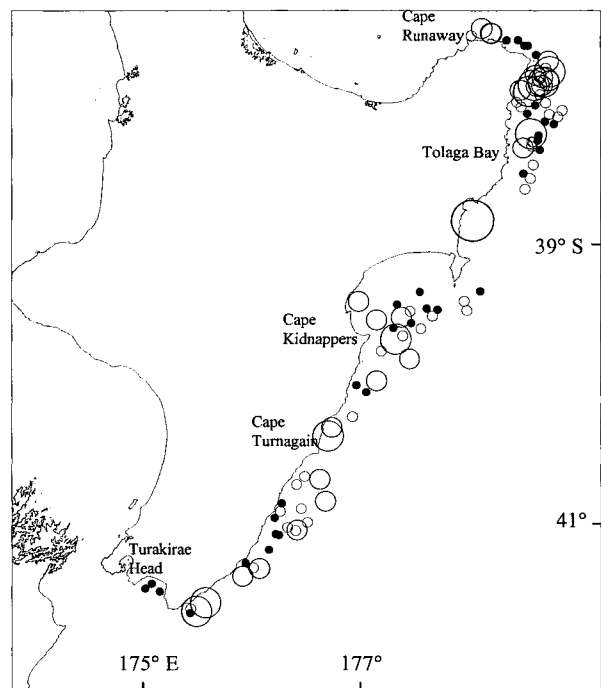 Cape
Runaway
Tolaga Bay
39° S
Cape
Kidnappers
Cape
Turnagain
41°
Turakirae
Head
175° E
177°